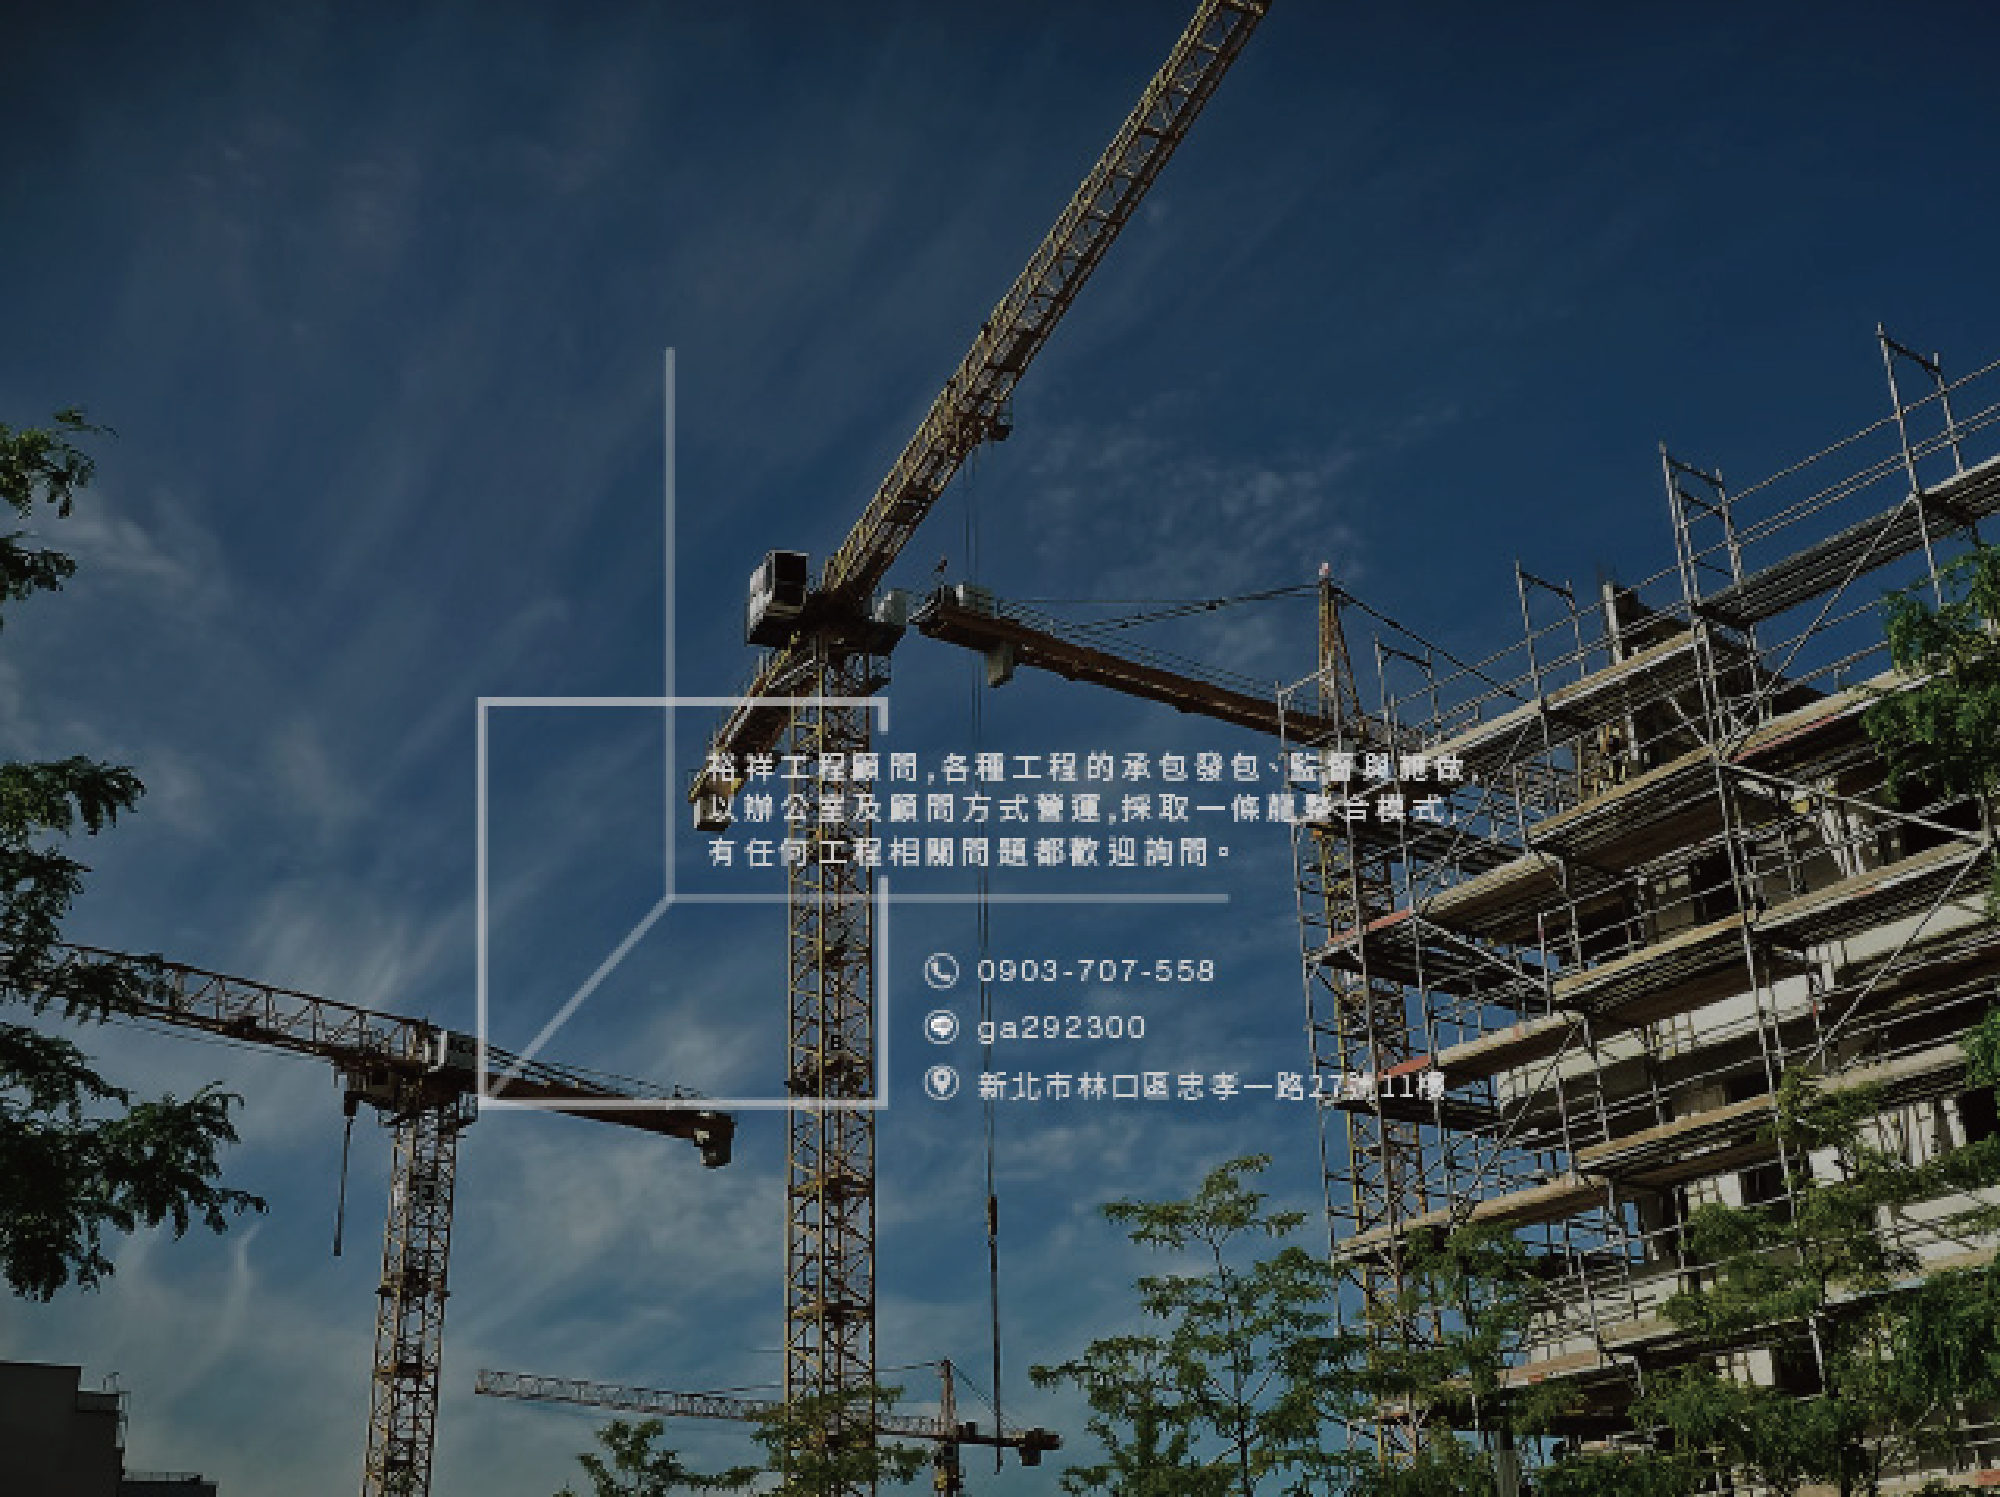 裕祥工程顧問,各種工程的承包發包、監督與施做,
以辦公室及顧問方式營運,採取一條龍整合模式,
有任何工程相關問題都歡迎詢問。
0903-707-558
ga292300
新北市林口區忠孝一路27號11樓